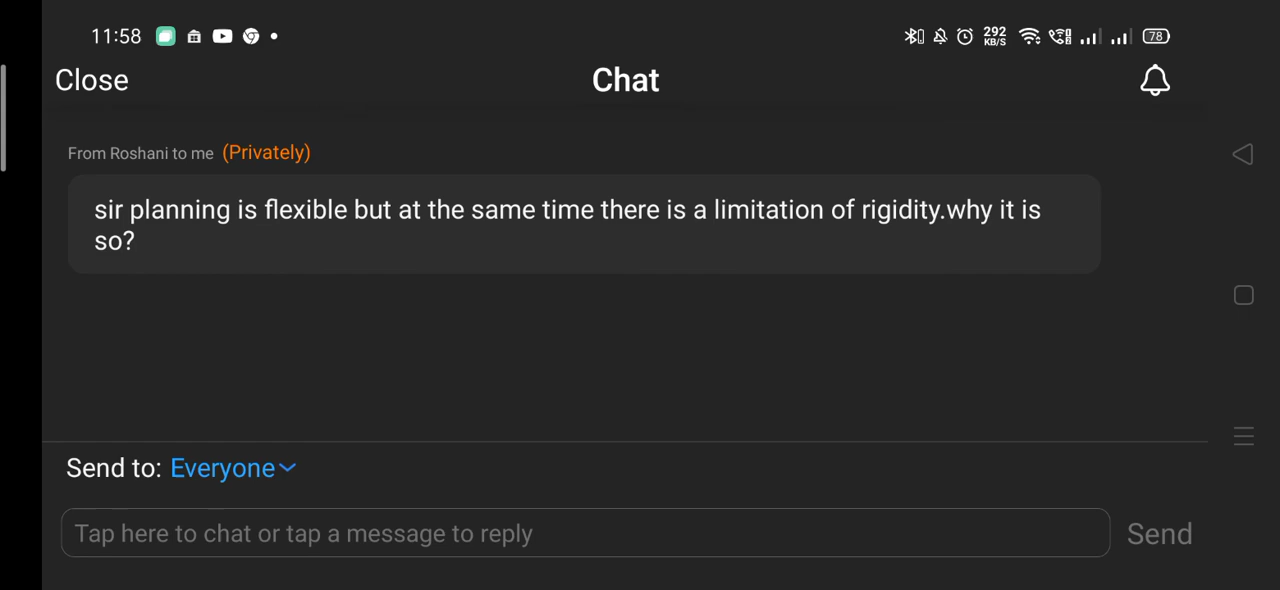 11:58 292 KB/S 78
Close Chat
From Roshani to me (Privately)
sir planning is flexible but at the same time there is a limitation of rigidity.why it is
so?
Send to: Everyone
Tap here to chat or tap a message to reply Send